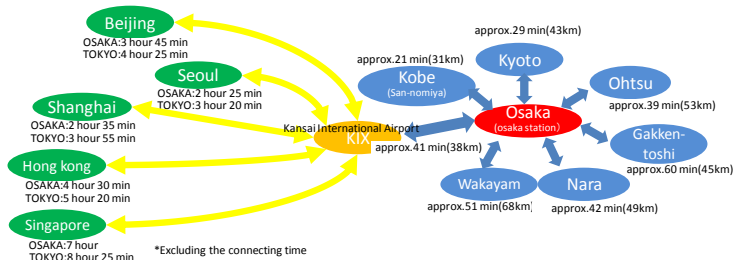 Beijing
OSAKA:3 hour 45 min
TOKYO:4 hour 25 min
Seoul
OSAKA:2 hour 25 min
TOKYO:3 hour 20 min
Shanghai
OSAKA:2 hour 35 min
TOKYO:3 hour 55 min
Hong kong
OSAKA:4 hour 30 min
TOKYO:5 hour 20 min
Singapore
OSAKA:7 hour
TOKYO:8 hour 25 min
*Excluding the connecting time
Kansai International Airport
KIX
approx.41 min(38km)
approx.21 min(31km)
Kobe
(San-nomiya)
approx.29 min(43km)
Kyoto
Osaka
(osaka station)
Ohtsu
approx.39 min(53km)
Gakken-
toshi
approx.60 min(45km)
Wakayam
approx.51 min(68km)
Nara
approx.42 min(49km)